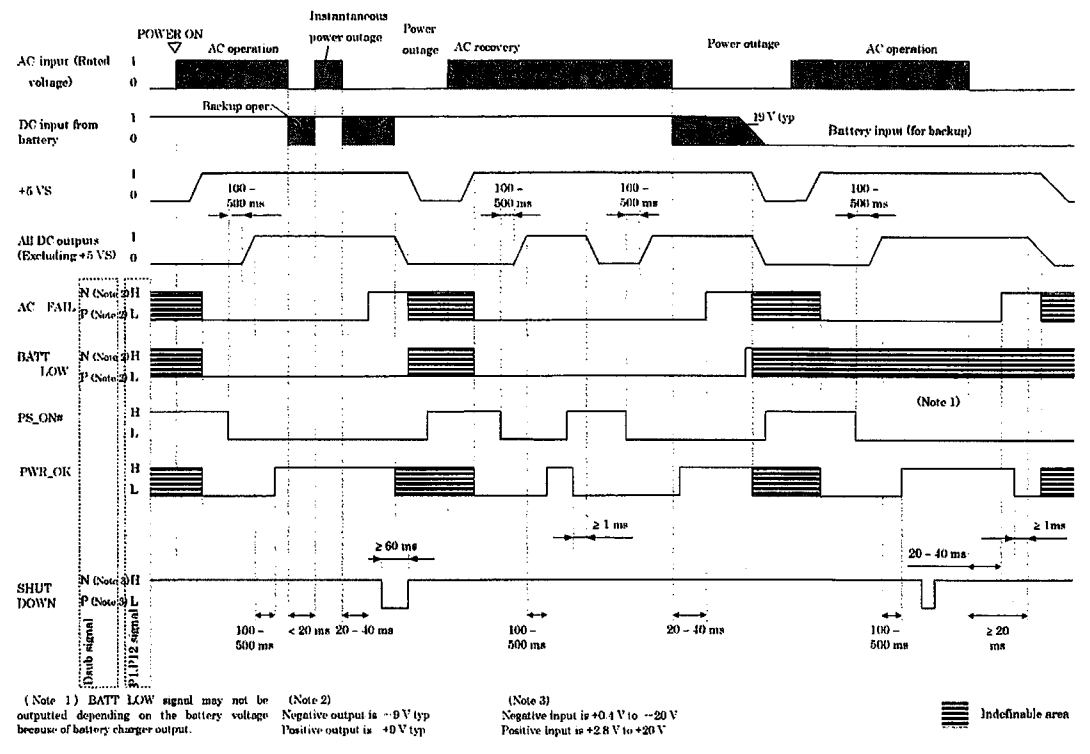 Instantaneous
power outage
POWER ON
AC operation
Power
outage
AC recovery
Power outage
AC operation
AC input (Rated
voltage)
1
0
Backup oper.
DC input from
battery
1
0
19 V typ
Battery input (for backup)
+5 VS
1
0
100 –
500 ms
100 –
500 ms
100 –
500 ms
100 –
500 ms
All DC outputs
(Excluding +5 VS)
1
0
AC FAIL
N (Note 2) H
P (Note 2) L
BATT
LOW
N (Note 2) H
P (Note 2) L
(Note 1)
PS_ON#
H
L
PWR_OK
H
L
≥ 1 ms
≥ 1ms
≥ 60 ms
20 – 40 ms
SHUT
DOWN
N (Note 3) H
P (Note 3) L
Dsub signal
P1,P12 signal
100 –
500 ms
< 20 ms
20 – 40 ms
100 –
500 ms
20 – 40 ms
100 –
500 ms
≥ 20
ms
(Note 1) BATT LOW signal may not be
outputted depending on the battery voltage
because of battery charger output.
(Note 2)
Negative output is –9 V typ
Positive output is +9 V typ
(Note 3)
Negative input is +0.4 V to –20 V
Positive input is +2.8 V to +20 V
Indefinable area